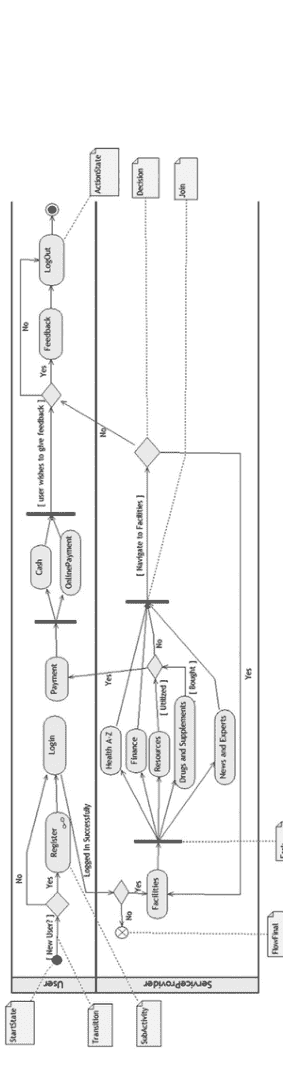 StartState
Transition
SubActivity
FlowFinal
User
ServiceProvider
[ New User? ]
No
Yes
Register
Login
Logged In Successfully
No
Yes
Facilities
Health A-Z
Finance
Resources
Drugs and Supplements
News and Experts
[ Utilized ]
[ Bought ]
Yes
No
Payment
Cash
OnlinePayment
[ Navigate to Facilities ]
No
Yes
[ user wishes to give feedback ]
Yes
No
Feedback
LogOut
ActionState
Decision
Join